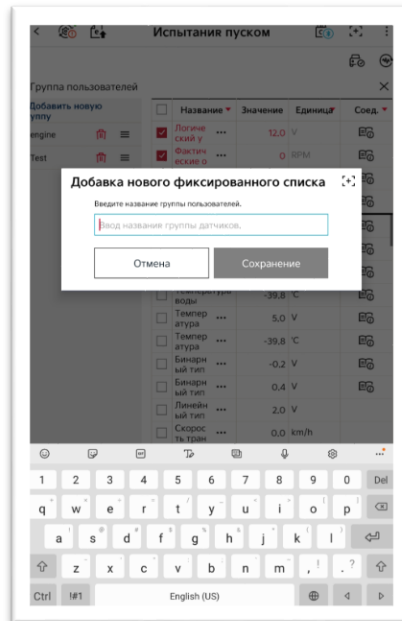 Испытания пуском
Группа пользователей
Добавить новую
уппу
Название Значение Единица Соед.
engine
Логиче
ский у
12,0 V
Test
Фактич
еские о
0 RPM
Добавка нового фиксированного списка
Введите название группы пользователей.
Ввод названия группы датчиков.
Отмена Сохранение
воды
-39,8 °C
Темпер
атура
5,0 V
Темпер
атура
-39,8 °C
Бинарн
ый тип
-0,2 V
Бинарн
ый тип
0,4 V
Линейн
ый тип
2,0 V
Скорос
ть тран
0,0 km/h
1 2 3 4 5 6 7 8 9 0 Del
q w e r t y u i o p
a s d f g h j k l
z x c v b n m , ! . ?
Ctrl !#1 English (US)